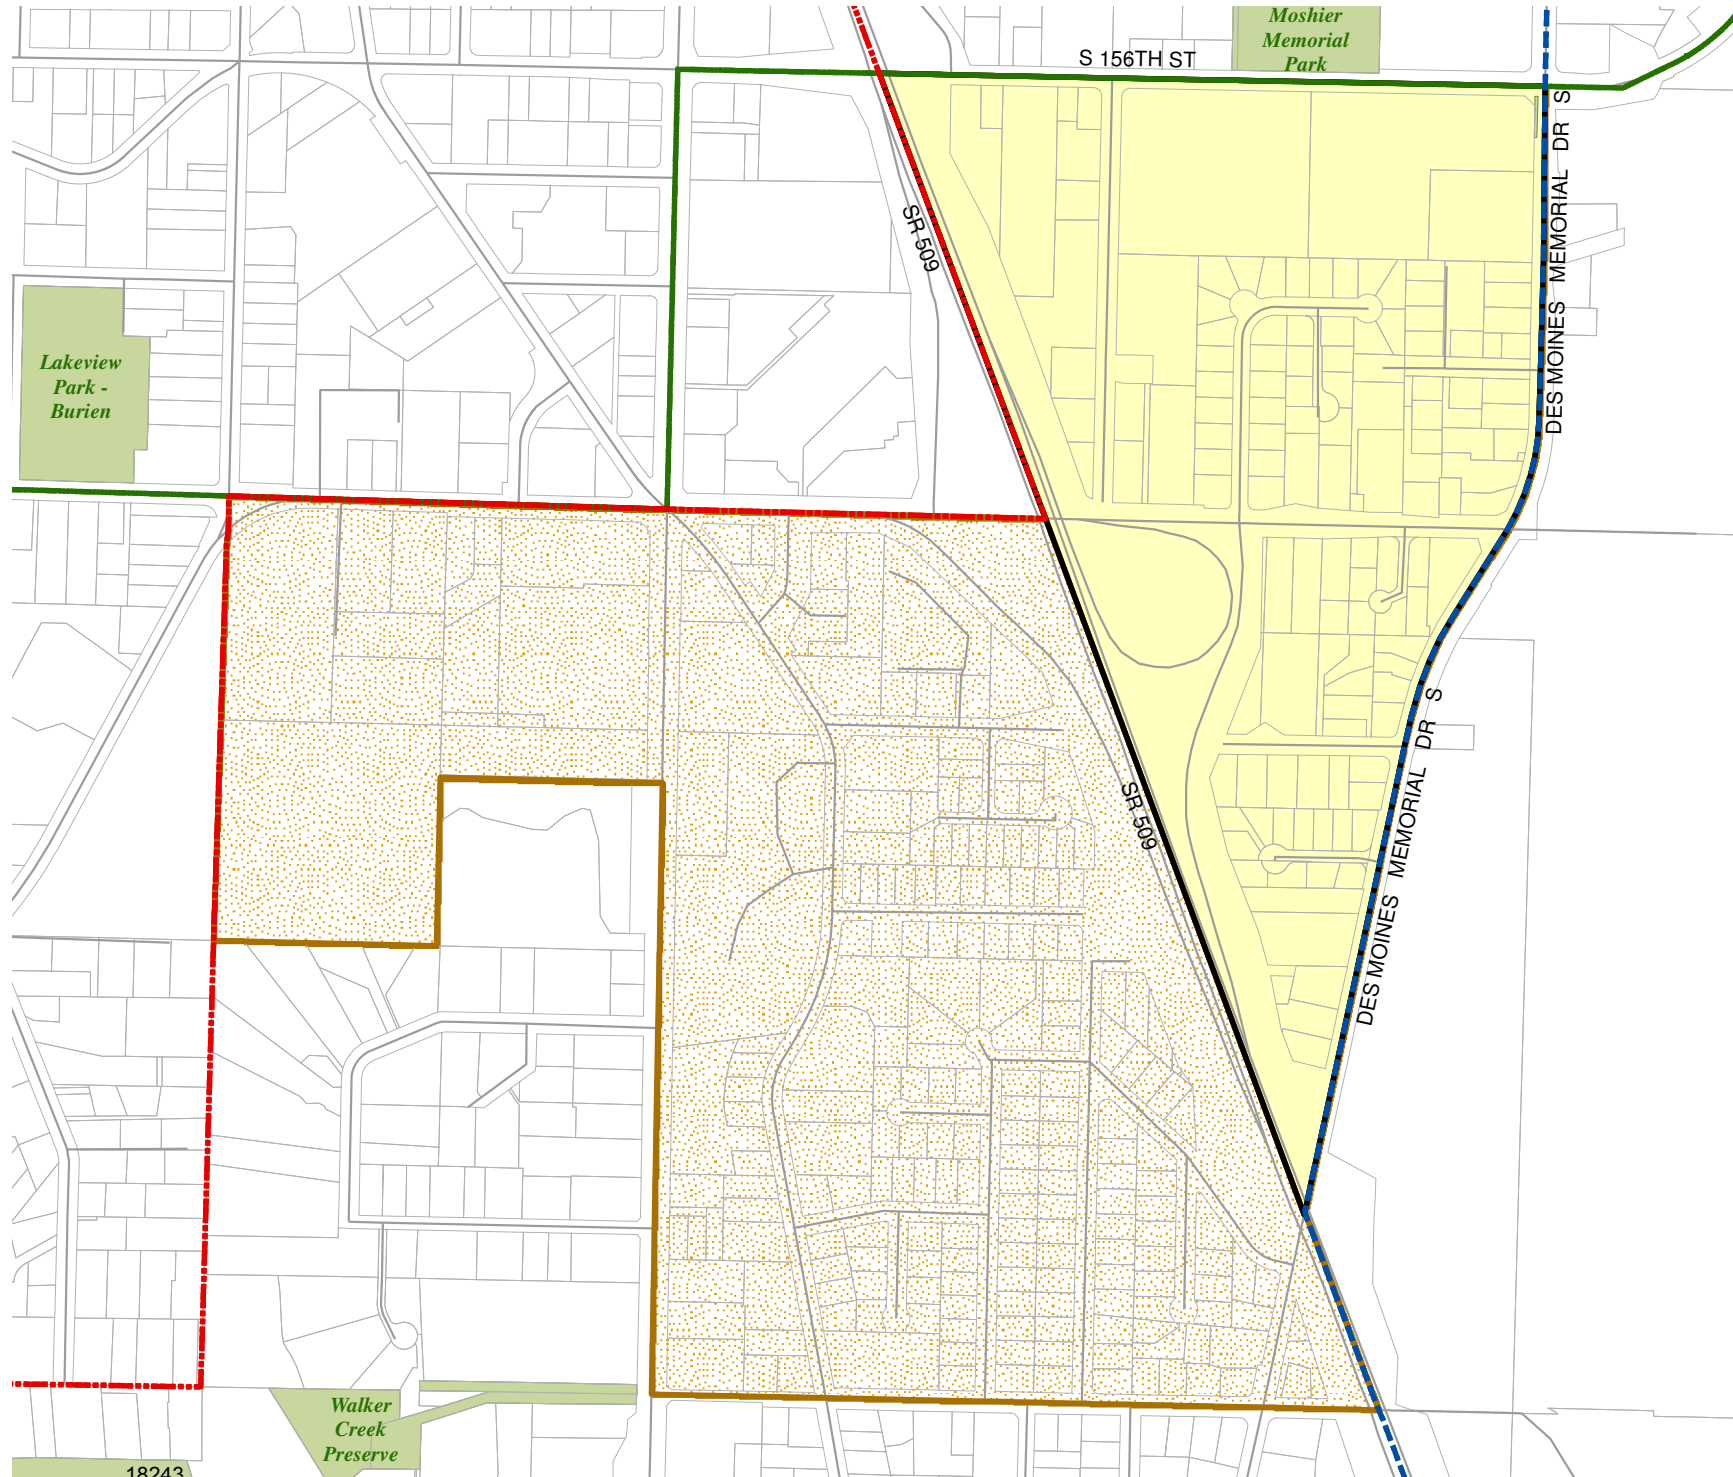 Moshier
Memorial
Park
S 156TH ST
DES MOINES MEMORIAL DR S
SR 509
Lakeview
Park -
Burien
DES MOINES MEMORIAL DR S
SR 509
Walker
Creek
Preserve
18243